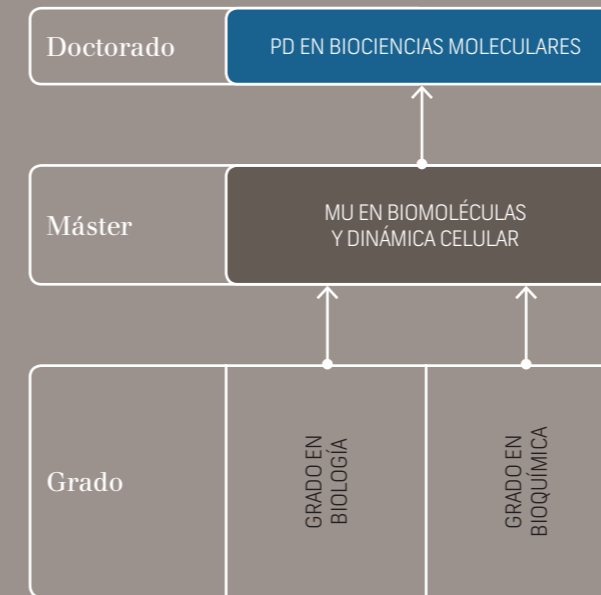 Doctorado
PD EN BIOCIENCIAS MOLECULARES
Máster
MU EN BIOMOLÉCULAS
Y DINÁMICA CELULAR
Grado
GRADO EN
BIOLOGÍA
GRADO EN
BIOQUÍMICA